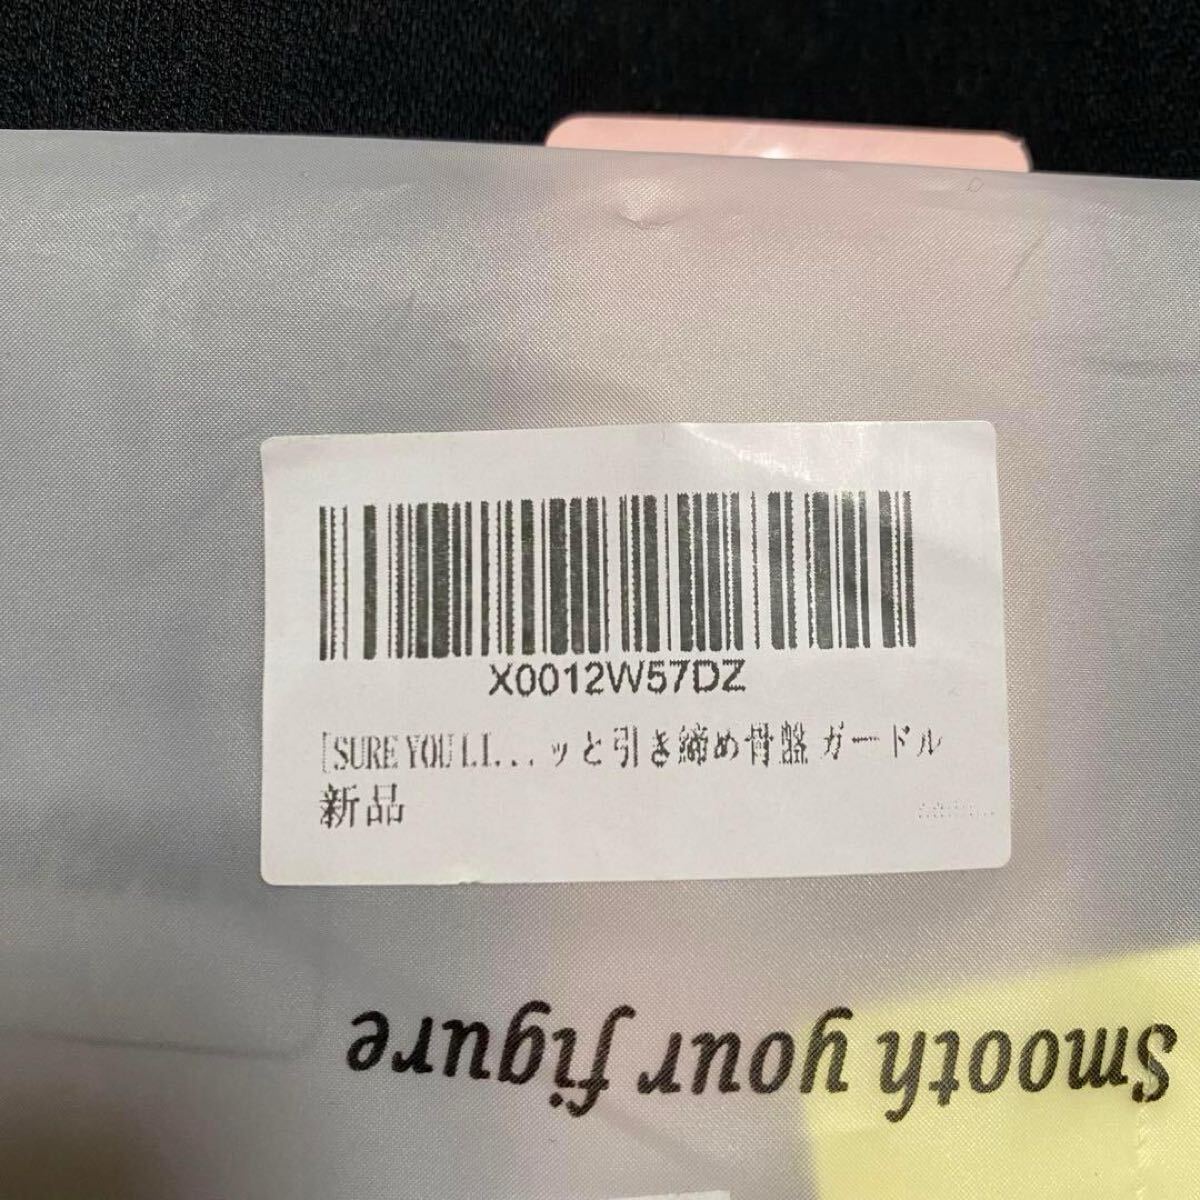 X0012W57DZ
[SURE YOU LI...ッと引き締め骨盤 ガードル
新品
Smooth your figure